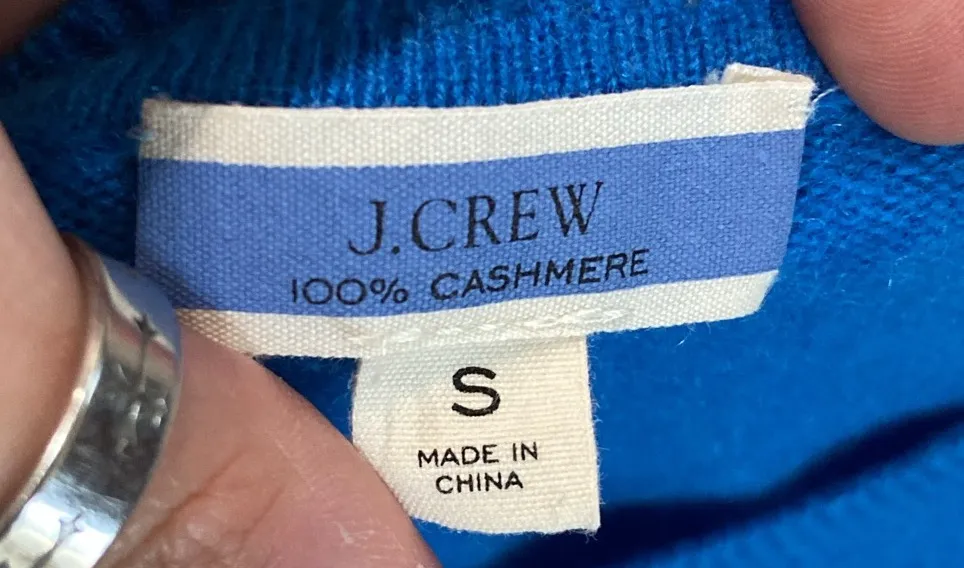 J.CREW
100% CASHMERE
S
MADE IN
CHINA